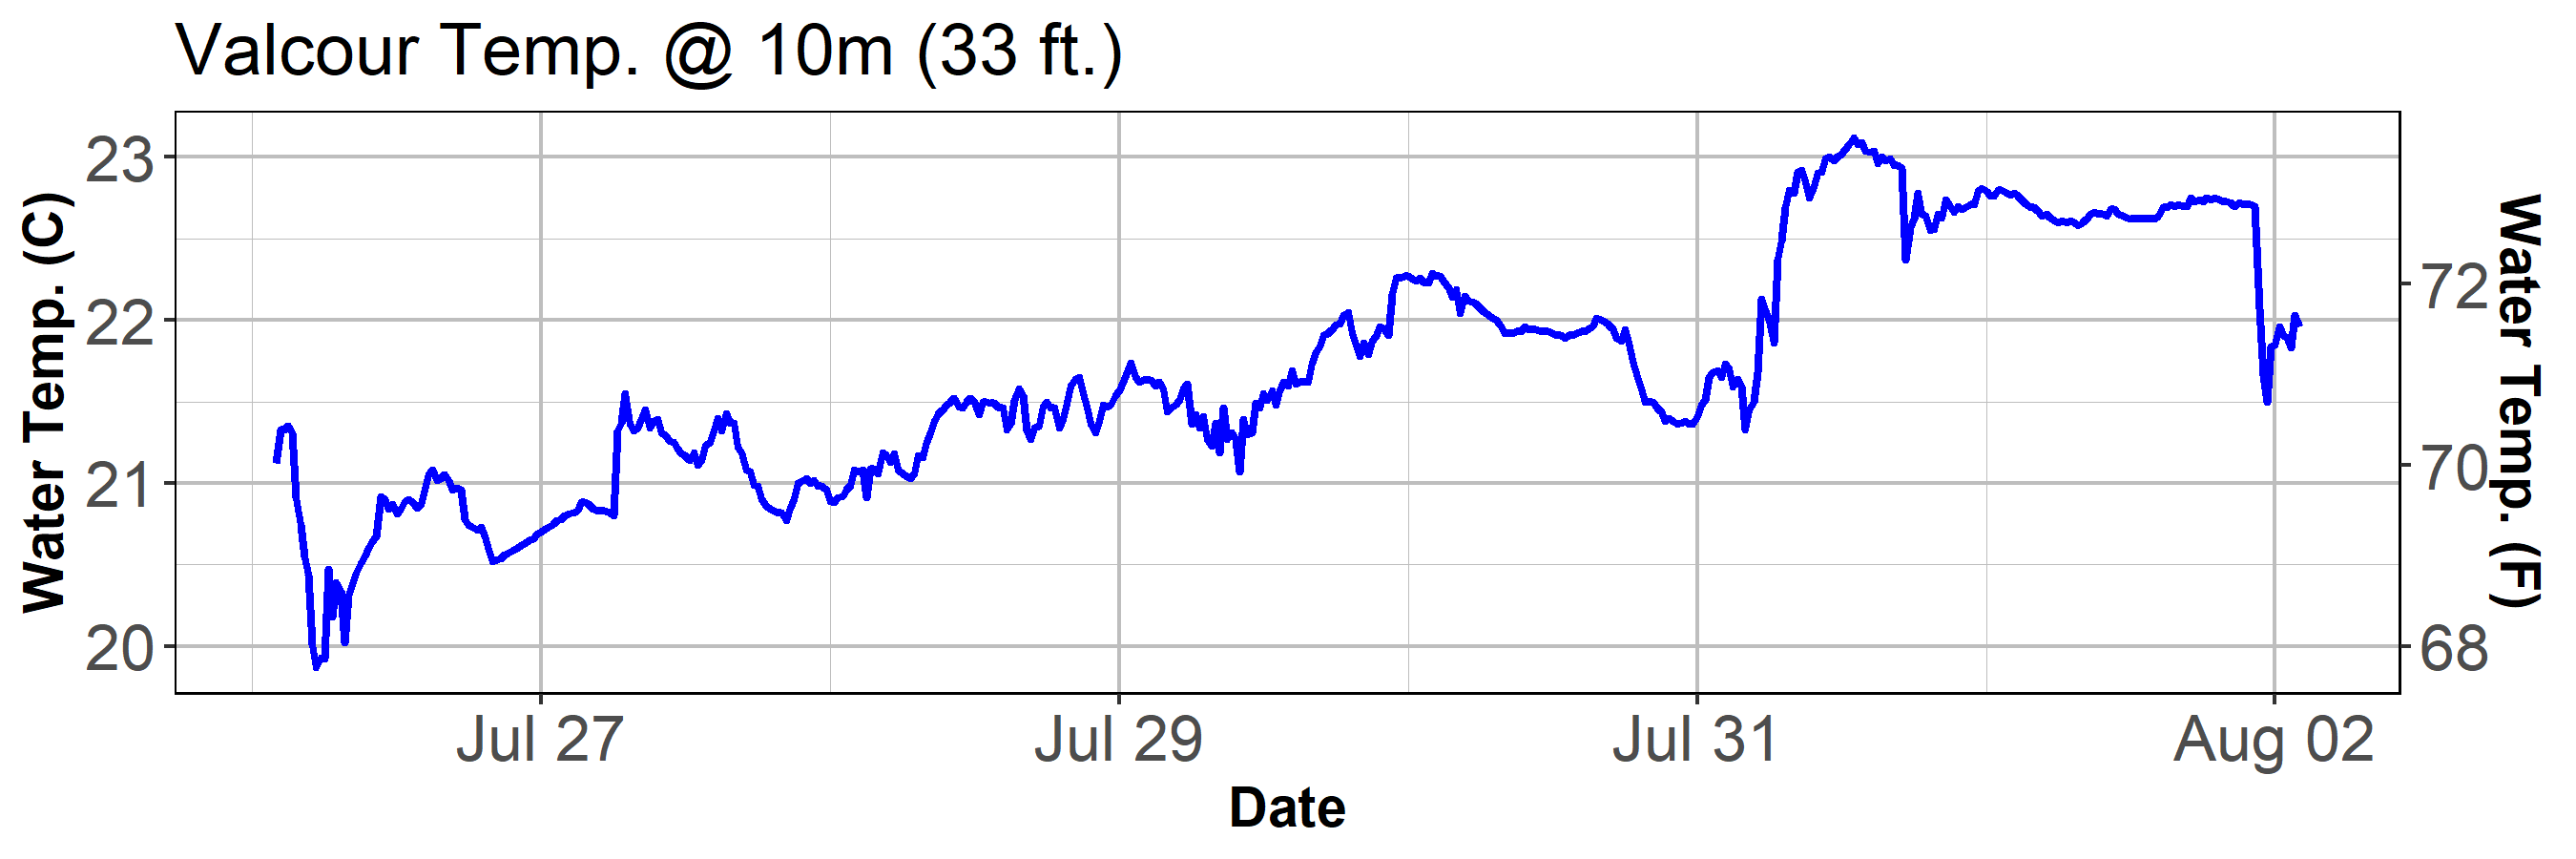 Valcour Temp. @ 10m (33 ft.)
Water Temp. (C)
23
22
21
20
72
70
68
Water Temp. (F)
Jul 27
Jul 29
Jul 31
Aug 02
Date